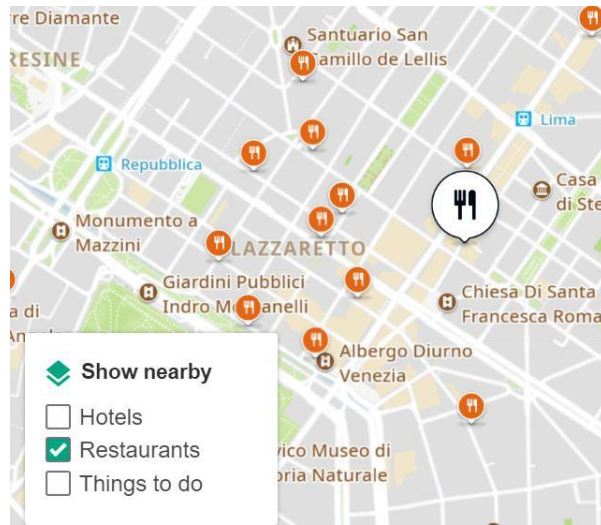 re Diamante
Santuario San
Camillo de Lellis
RESINE
Lima
Repubblica
Casa
di Ste
Monumento a
Mazzini
LAZZARETTO
Giardini Pubblici
Indro M
anelli
Chiesa Di Santa
Francesca Roma
a di
Albergo Diurno
Venezia
Show nearby
Hotels
Restaurants
Things to do
vico Museo di
oria Naturale